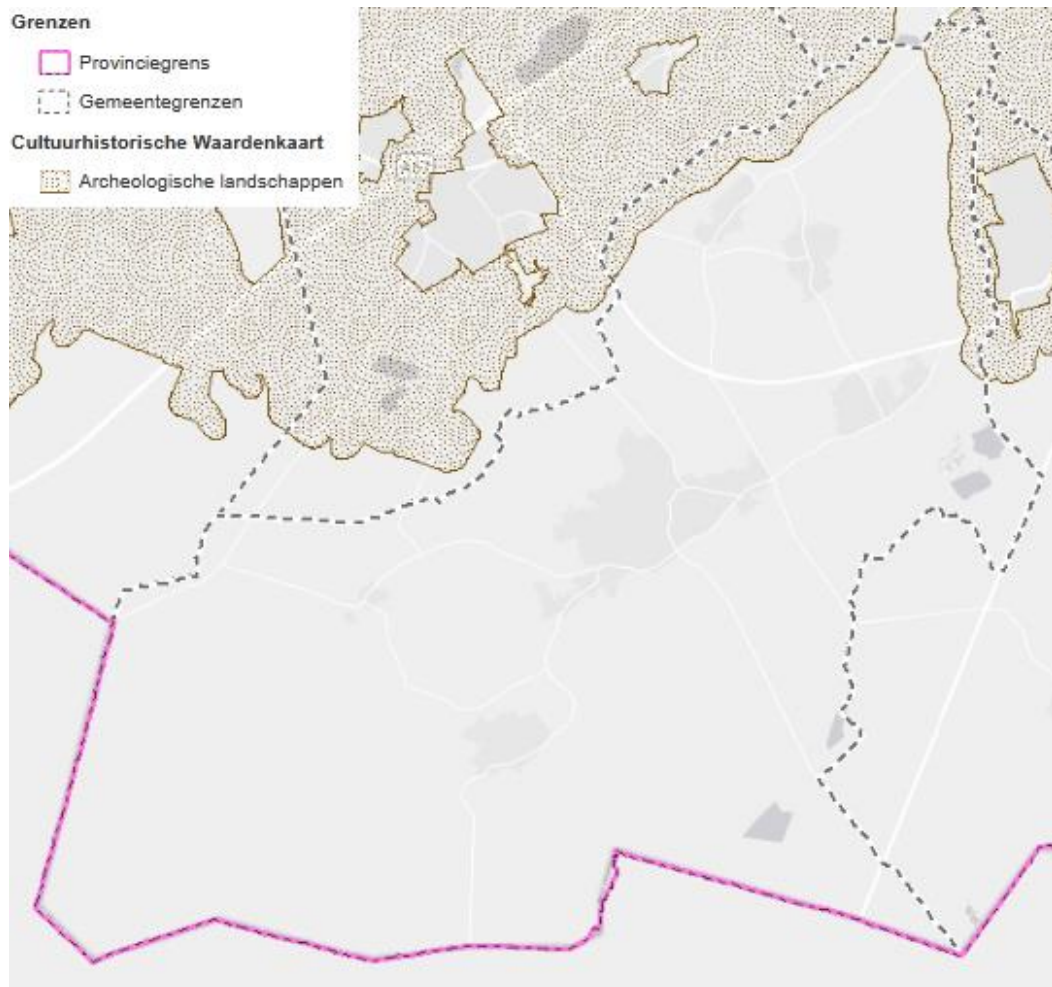 Grenzen
Provinciegrens
Gemeentegrenzen
Cultuurhistorische Waardenkaart
Archeologische landschappen